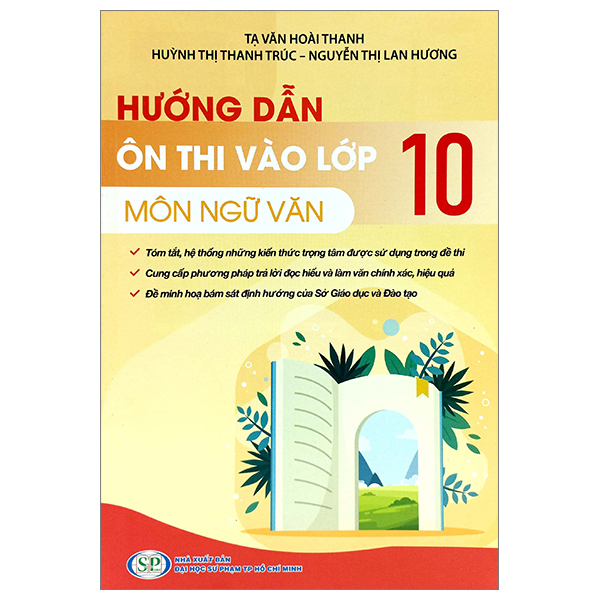 TẠ VĂN HOÀI THANH
HUỲNH THỊ THANH TRÚC – NGUYỄN THỊ LAN HƯƠNG
HƯỚNG DẪN
ÔN THI VÀO LỚP 10
MÔN NGỮ VĂN
Tóm tắt, hệ thống những kiến thức trọng tâm được sử dụng trong đề thi
Cung cấp phương pháp trả lời đọc hiểu và làm văn chính xác, hiệu quả
Đề minh hoạ bám sát định hướng của Sở Giáo dục và Đào tạo
SP
NHÀ XUẤT BẢN
ĐẠI HỌC SƯ PHẠM TP HỒ CHÍ MINH